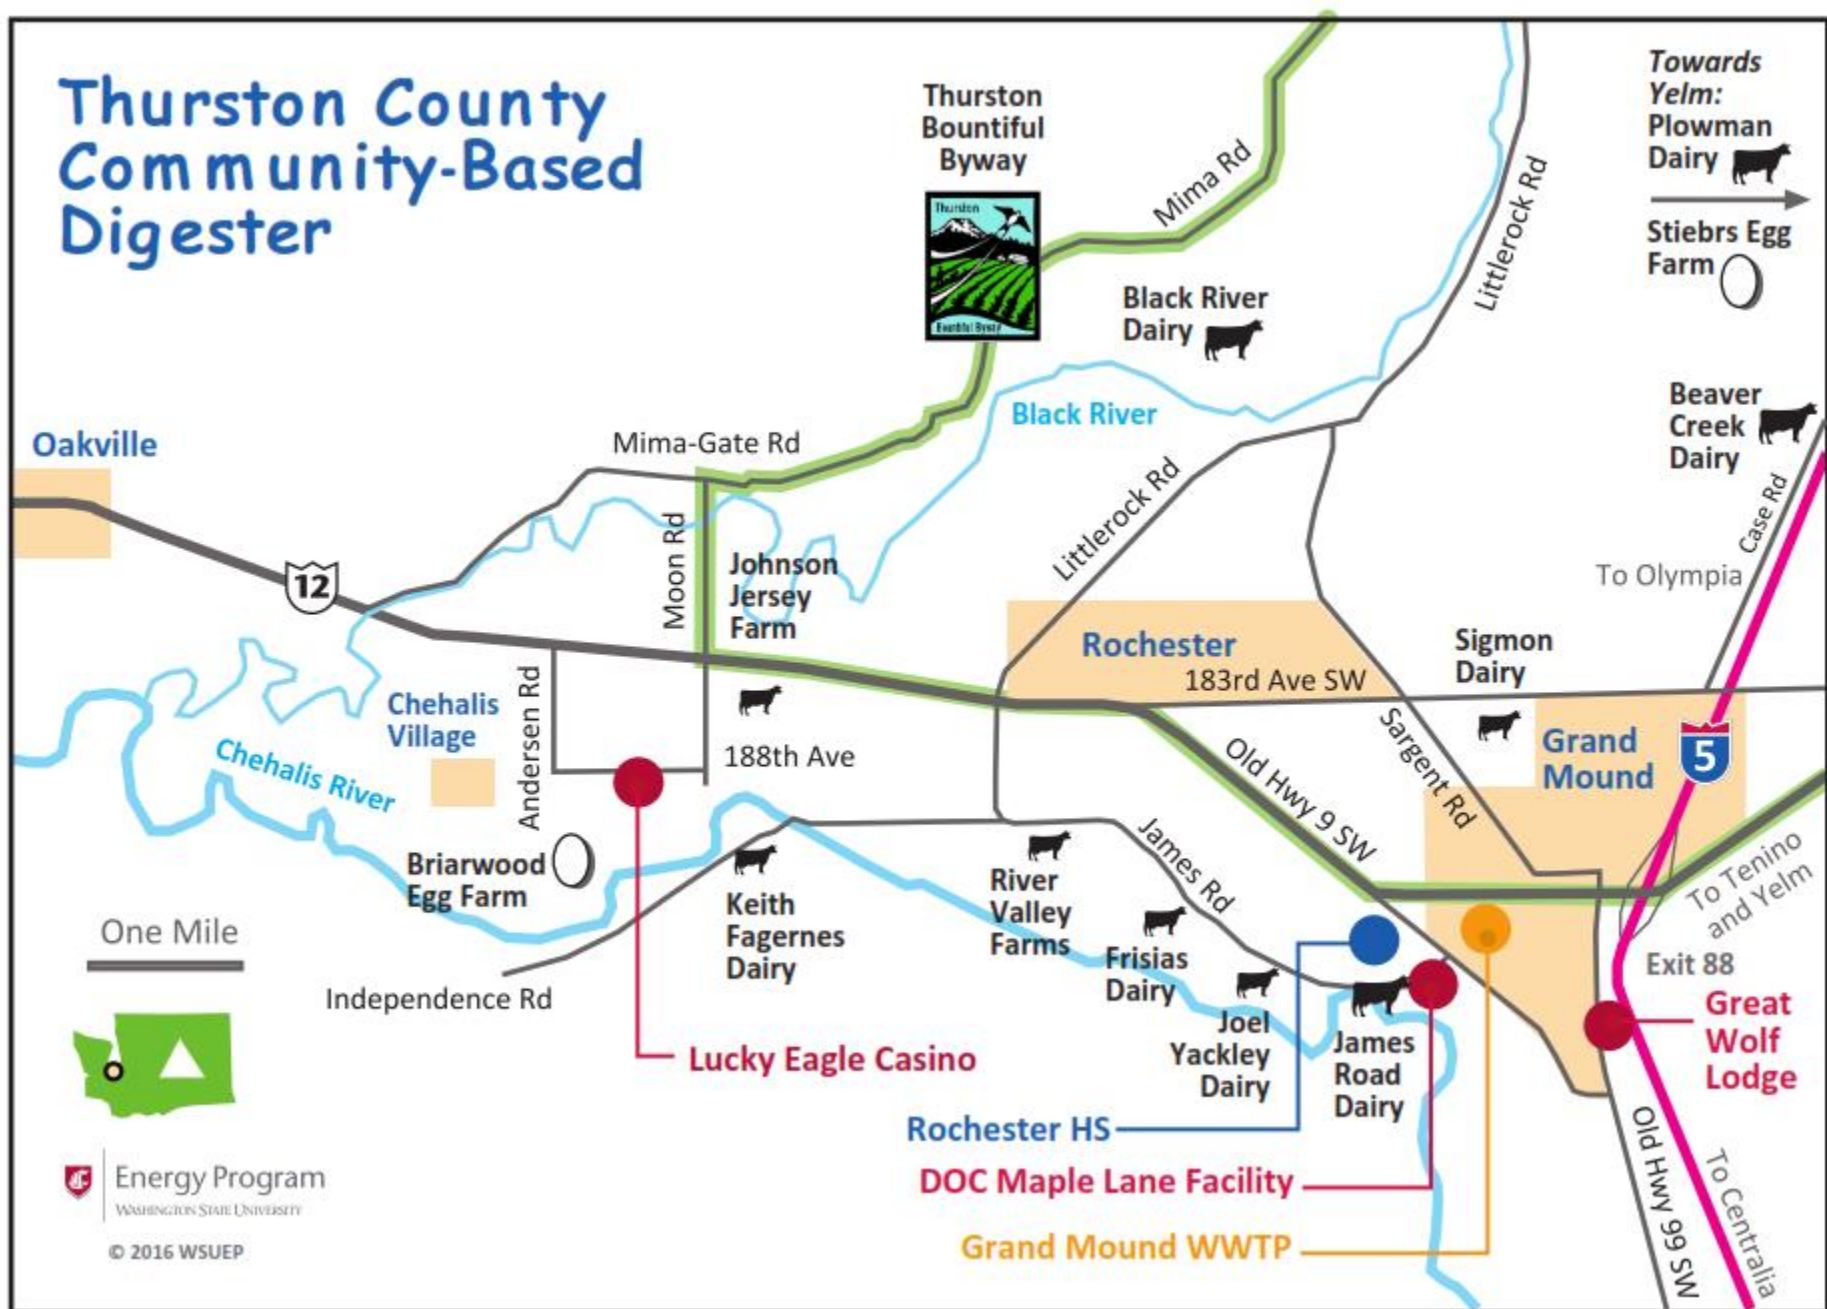 Thurston County
Community-Based
Digester
Thurston
Bountiful
Byway
Thurston
Bountiful Byway
Mima Rd
Littlerock Rd
Towards
Yelm:
Plowman
Dairy
Stiebrs Egg
Farm
Black River
Dairy
Black River
Beaver
Creek
Dairy
Oakville
Mima-Gate Rd
Littlerock Rd
Case Rd
To Olympia
12
Moon Rd
Johnson
Jersey
Farm
Rochester
183rd Ave SW
Sigmon
Dairy
Chehalis
Village
Andersen Rd
Chehalis River
188th Ave
Old Hwy 9 SW
Sargent Rd
Grand
Mound
5
Briarwood
Egg Farm
Keith
Fagernes
Dairy
River
Valley
Farms
James Rd
Frisias
Dairy
To Tenino
and Yelm
Exit 88
One Mile
Independence Rd
Joel
Yackley
Dairy
James
Road
Dairy
Great
Wolf
Lodge
Lucky Eagle Casino
Rochester HS
DOC Maple Lane Facility
Grand Mound WWTP
Old Hwy 99 SW
To Centralia
Energy Program
WASHINGTON STATE UNIVERSITY
© 2016 WSUEP